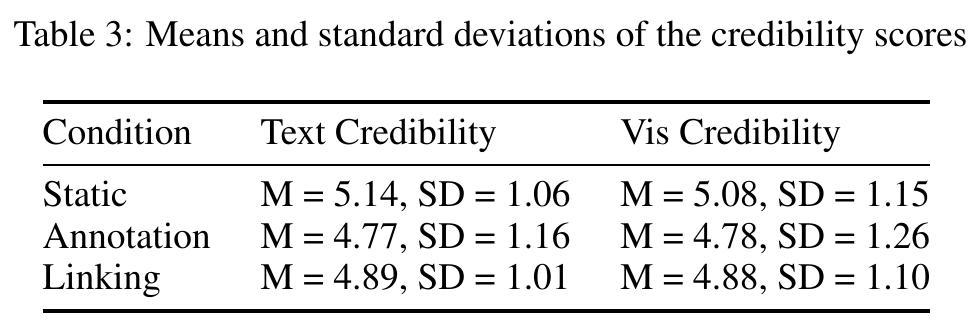 Table 3: Means and standard deviations of the credibility scores
Condition Text Credibility Vis Credibility
Static M = 5.14, SD = 1.06 M = 5.08, SD = 1.15
Annotation M = 4.77, SD = 1.16 M = 4.78, SD = 1.26
Linking M = 4.89, SD = 1.01 M = 4.88, SD = 1.10